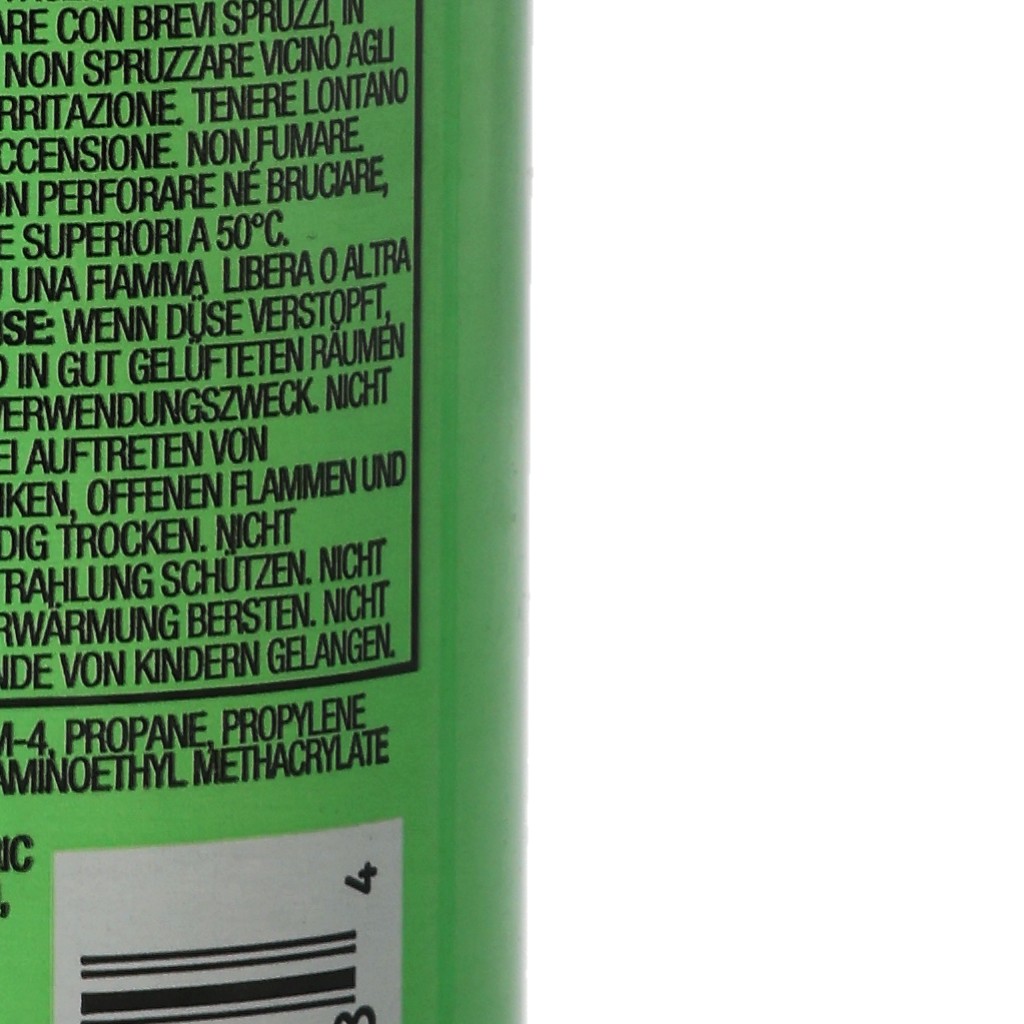 ARE CON BREVI SPRUZZI, IN
NON SPRUZZARE VICINO AGLI
RRITAZIONE. TENERE LONTANO
CCENSIONE. NON FUMARE.
ON PERFORARE NÉ BRUCIARE,
E SUPERIORI A 50°C.
U UNA FIAMMA LIBERA O ALTRA
USE: WENN DÜSE VERSTOPFT,
D IN GUT GELÜFTETEN RÄUMEN
VERWENDUNGSZWECK. NICHT
EI AUFTRETEN VON
NKEN, OFFENEN FLAMMEN UND
DIG TROCKEN. NICHT
TRAHLUNG SCHÜTZEN. NICHT
RWÄRMUNG BERSTEN. NICHT
NDE VON KINDERN GELANGEN.
M-4, PROPANE, PROPYLENE
AMINOETHYL METHACRYLATE
RIC
4
3